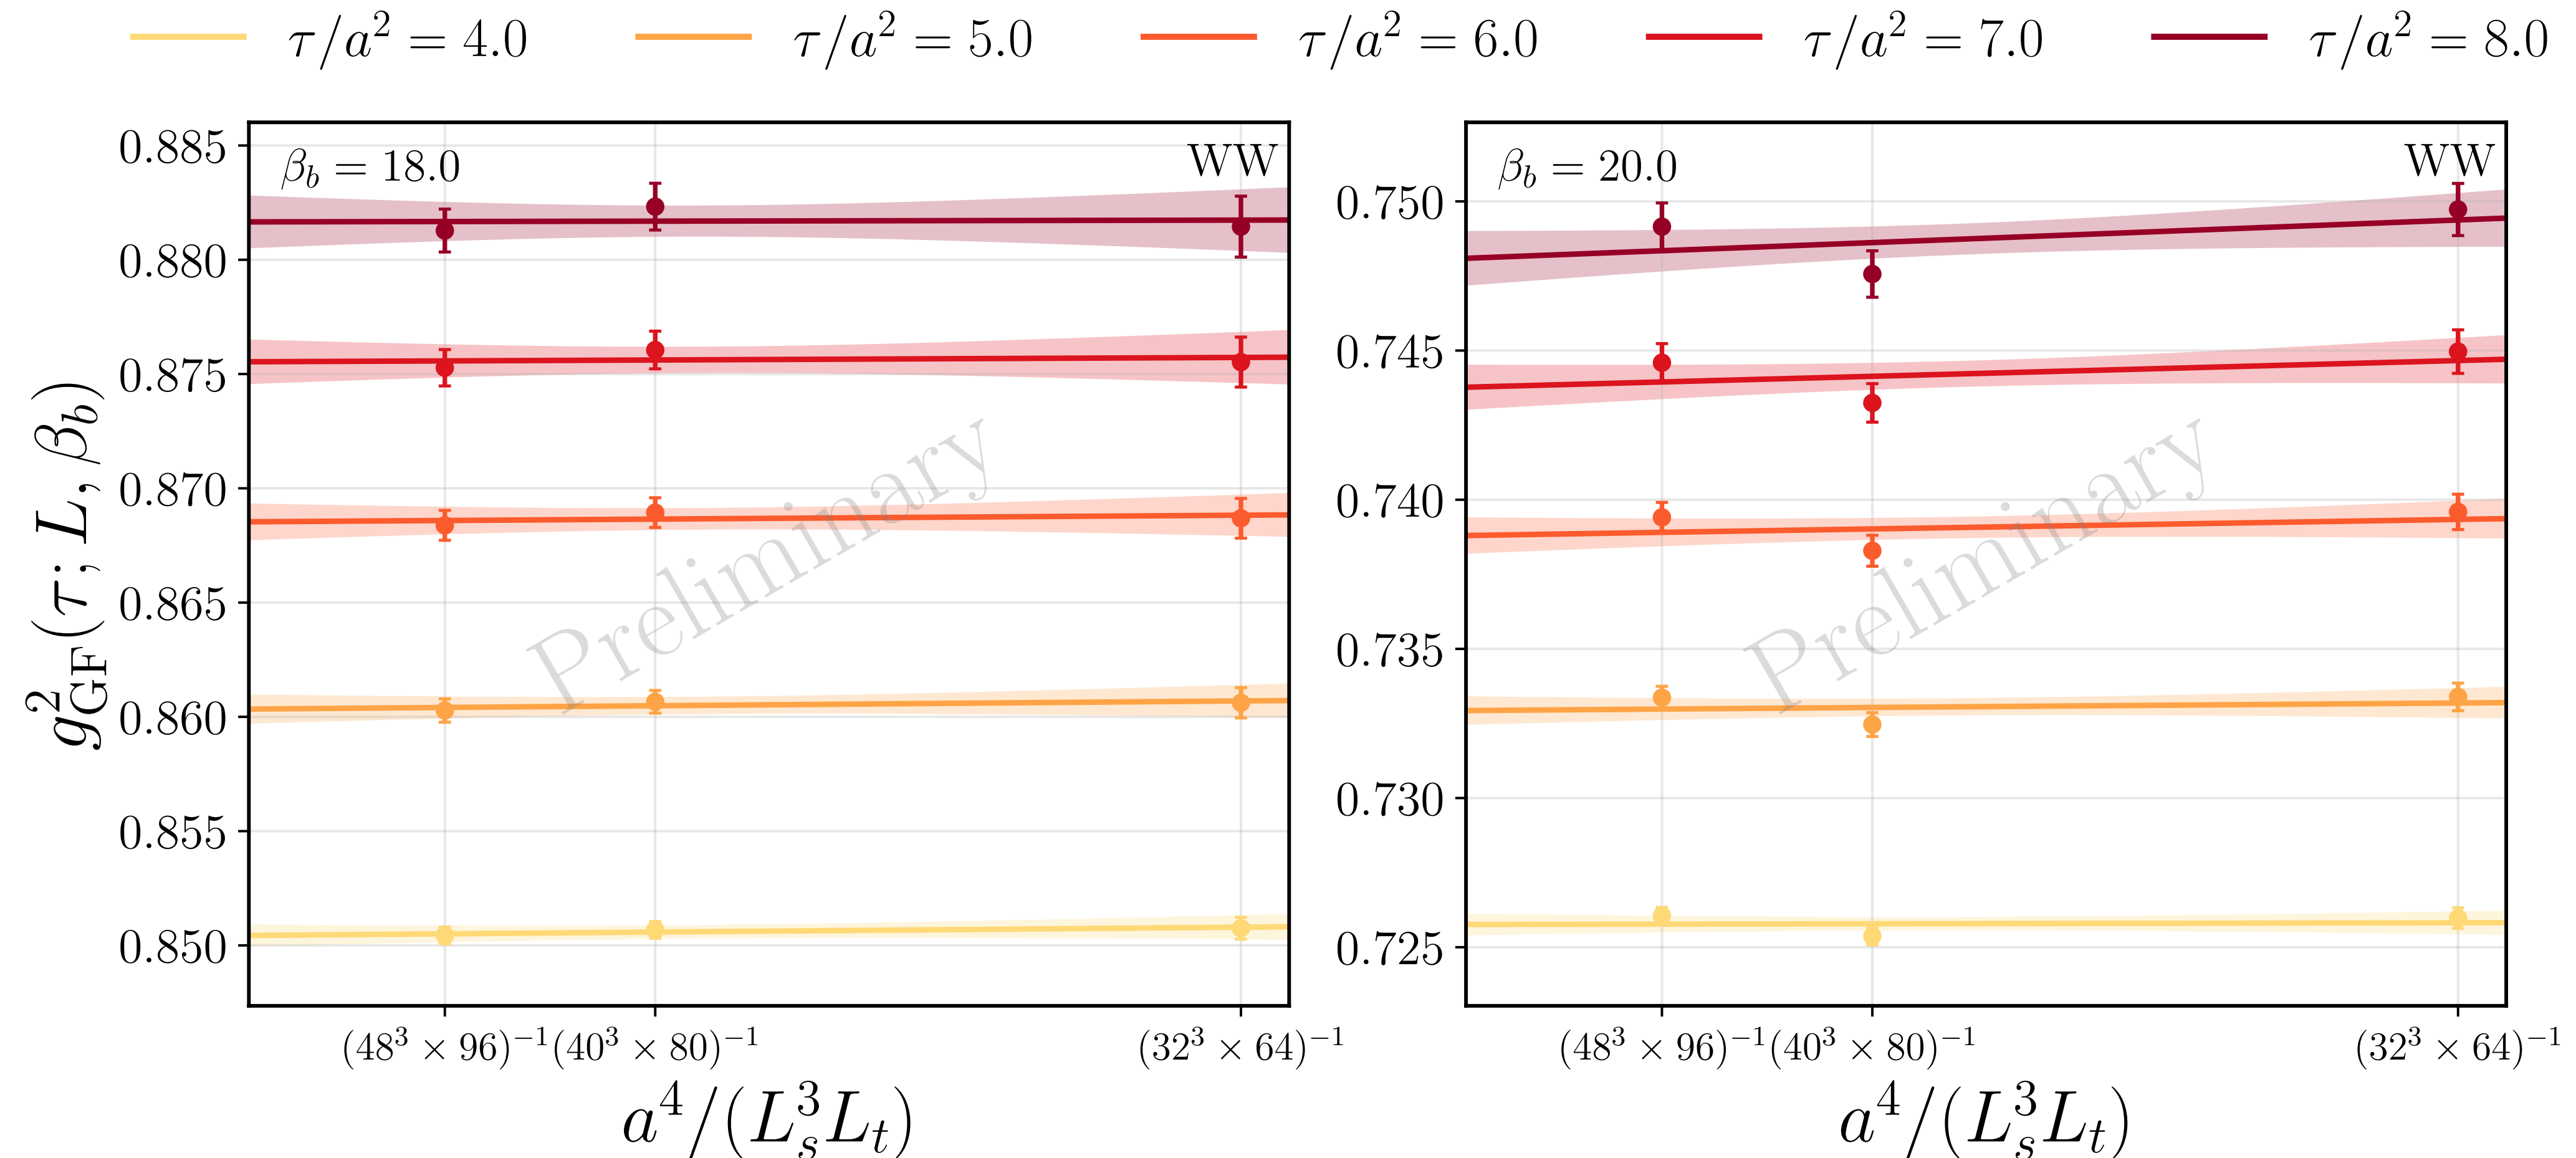 τ/a² = 4.0 τ/a² = 5.0 τ/a² = 6.0 τ/a² = 7.0 τ/a² = 8.0
g²_GF(τ; L, β_b)
β_b = 18.0
WW
0.885
0.880
0.875
0.870
0.865
0.860
0.855
0.850
Preliminary
(48³ × 96)⁻¹ (40³ × 80)⁻¹ (32³ × 64)⁻¹
a⁴/(L_s³L_t)
β_b = 20.0
WW
0.750
0.745
0.740
0.735
0.730
0.725
Preliminary
(48³ × 96)⁻¹ (40³ × 80)⁻¹ (32³ × 64)⁻¹
a⁴/(L_s³L_t)